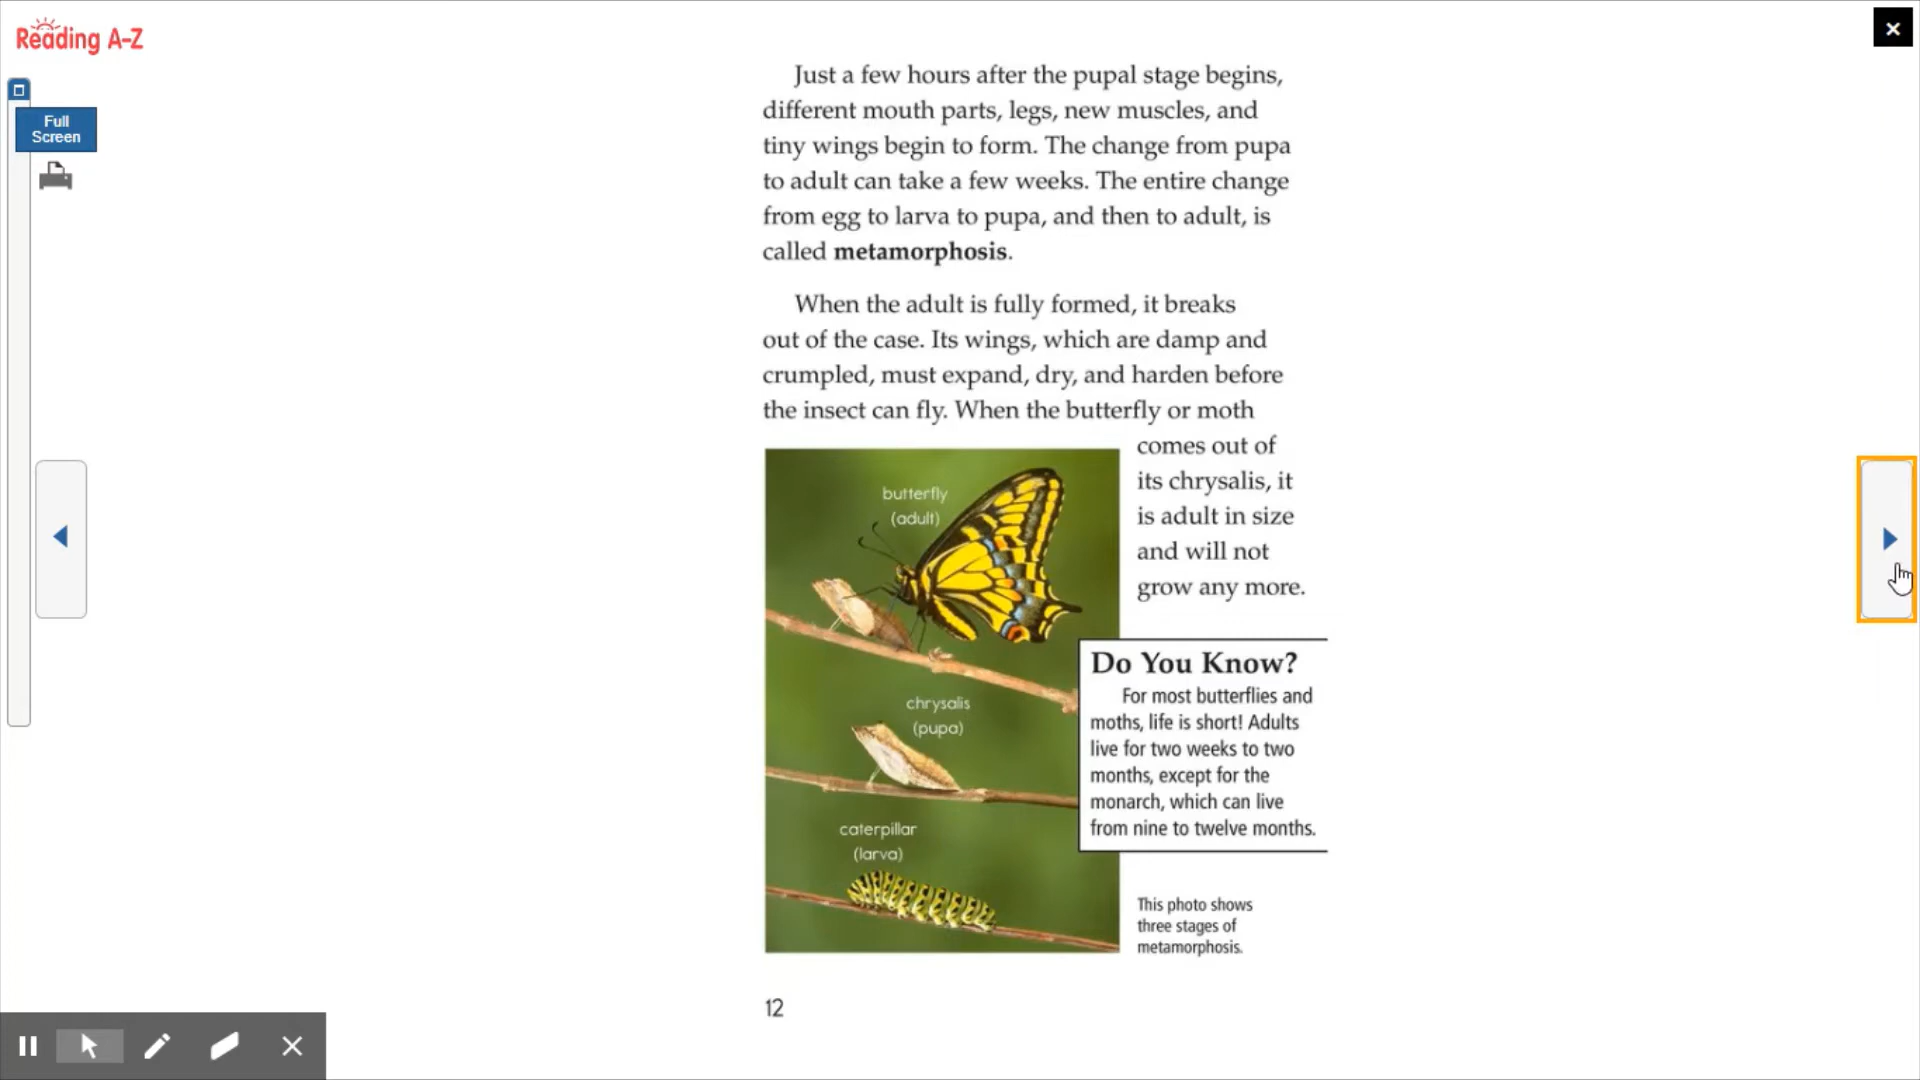 Reading A-Z
Full
Screen
Just a few hours after the pupal stage begins,
different mouth parts, legs, new muscles, and
tiny wings begin to form. The change from pupa
to adult can take a few weeks. The entire change
from egg to larva to pupa, and then to adult, is
called metamorphosis.
When the adult is fully formed, it breaks
out of the case. Its wings, which are damp and
crumpled, must expand, dry, and harden before
the insect can fly. When the butterfly or moth
comes out of
its chrysalis, it
is adult in size
and will not
grow any more.
butterfly
(adult)
chrysalis
(pupa)
caterpillar
(larva)
Do You Know?
For most butterflies and
moths, life is short! Adults
live for two weeks to two
months, except for the
monarch, which can live
from nine to twelve months.
This photo shows
three stages of
metamorphosis.
12